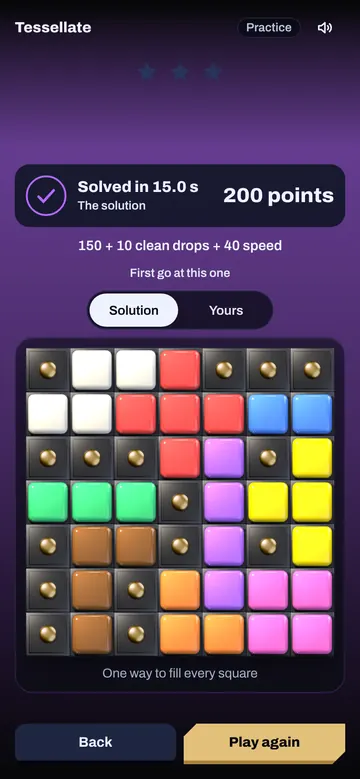 Tessellate
Practice
Solved in 15.0 s
The solution
200 points
150 + 10 clean drops + 40 speed
First go at this one
Solution
Yours
One way to fill every square
Back
Play again